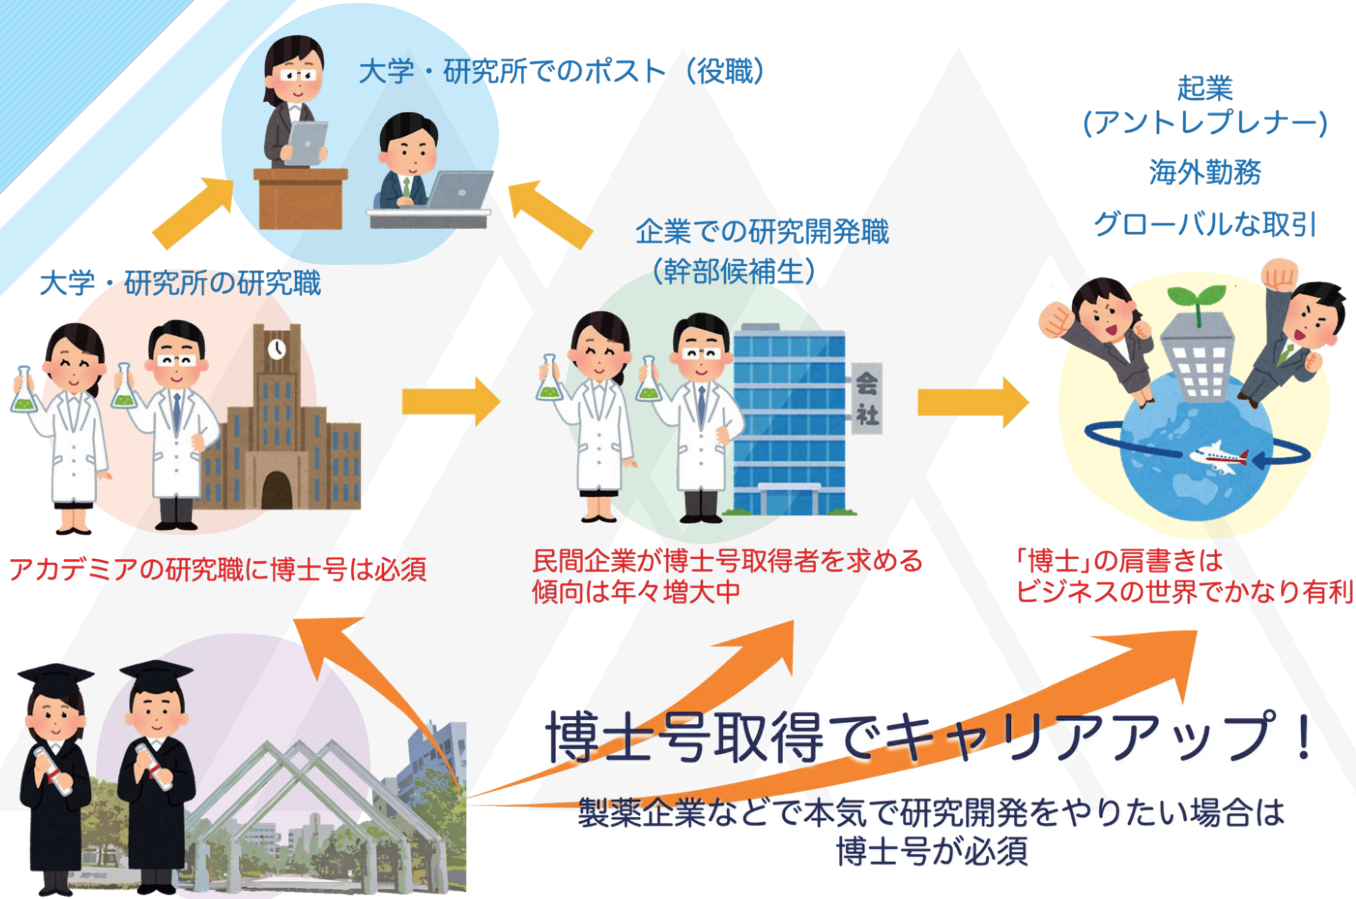 大学・研究所でのポスト（役職）
起業
(アントレプレナー)
海外勤務
グローバルな取引
企業での研究開発職
（幹部候補生）
大学・研究所の研究職
会
社
アカデミアの研究職に博士号は必須
民間企業が博士号取得者を求める
傾向は年々増大中
「博士」の肩書きは
ビジネスの世界でかなり有利
博士号取得でキャリアアップ！
製薬企業などで本気で研究開発をやりたい場合は
博士号が必須